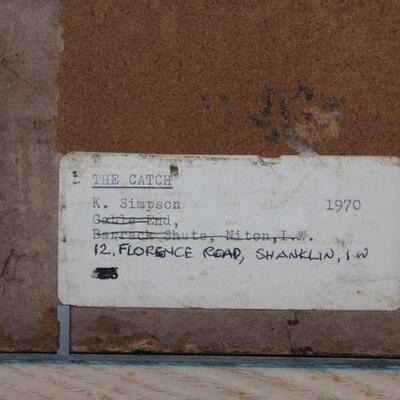 THE CATCH
K. Simpson 1970
Gable End,
Barrack Shute, Niton,I.W.
12, FLORENCE ROAD, SHANKLIN, I.W